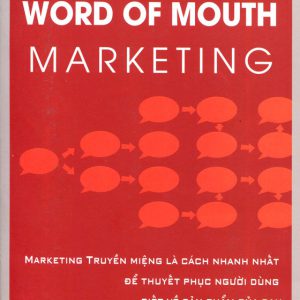 WORD OF MOUTH
MARKETING
MARKETING TRUYỀN MIỆNG LÀ CÁCH NHANH NHẤT
ĐỂ THUYẾT PHỤC NGƯỜI DÙNG